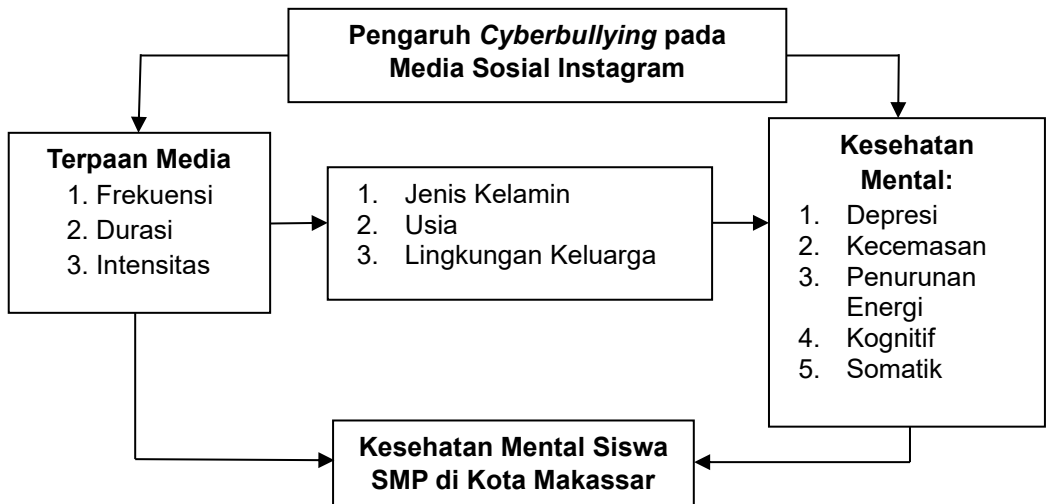 Pengaruh Cyberbullying pada
Media Sosial Instagram
Terpaan Media
1. Frekuensi
2. Durasi
3. Intensitas
1. Jenis Kelamin
2. Usia
3. Lingkungan Keluarga
Kesehatan
Mental:
1. Depresi
2. Kecemasan
3. Penurunan
Energi
4. Kognitif
5. Somatik
Kesehatan Mental Siswa
SMP di Kota Makassar